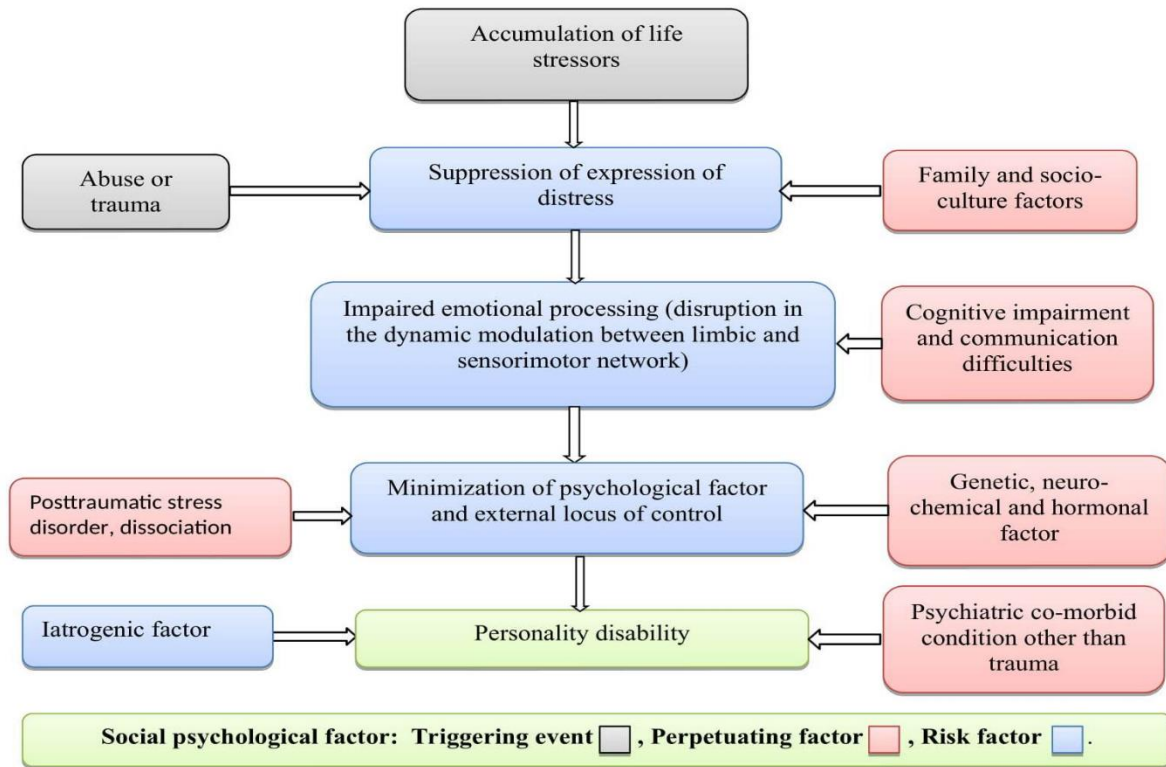 Accumulation of life
stressors
Abuse or
trauma
Suppression of expression of
distress
Family and socio-
culture factors
Impaired emotional processing (disruption in
the dynamic modulation between limbic and
sensorimotor network)
Cognitive impairment
and communication
difficulties
Posttraumatic stress
disorder, dissociation
Minimization of psychological factor
and external locus of control
Genetic, neuro-
chemical and hormonal
factor
Iatrogenic factor
Personality disability
Psychiatric co-morbid
condition other than
trauma
Social psychological factor: Triggering event , Perpetuating factor , Risk factor .